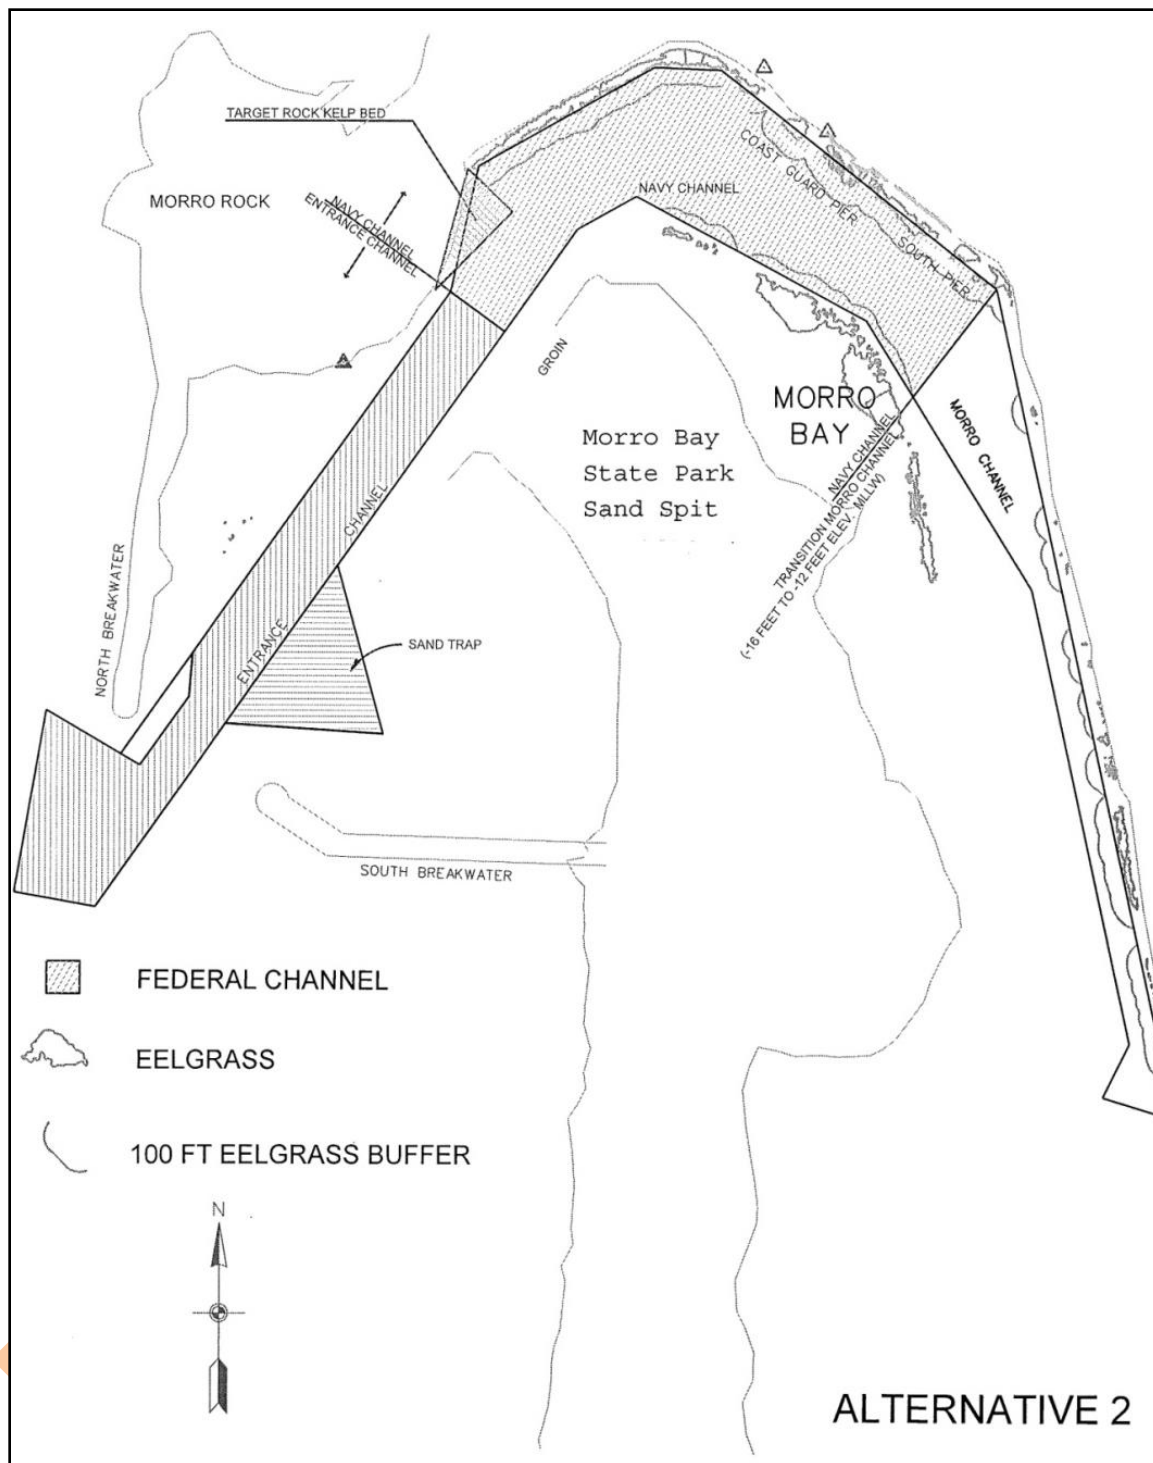 TARGET ROCK KELP BED
MORRO ROCK
NAVY CHANNEL
ENTRANCE CHANNEL
NAVY CHANNEL
COAST GUARD PIER
SOUTH PIER
GROIN
MORRO
BAY
MORRO CHANNEL
Morro Bay
State Park
Sand Spit
NAVY CHANNEL
TRANSITION MORRO CHANNEL
(-16 FEET TO -12 FEET ELEV. MLLW)
NORTH BREAKWATER
ENTRANCE CHANNEL
SAND TRAP
SOUTH BREAKWATER
FEDERAL CHANNEL
EELGRASS
100 FT EELGRASS BUFFER
N
ALTERNATIVE 2